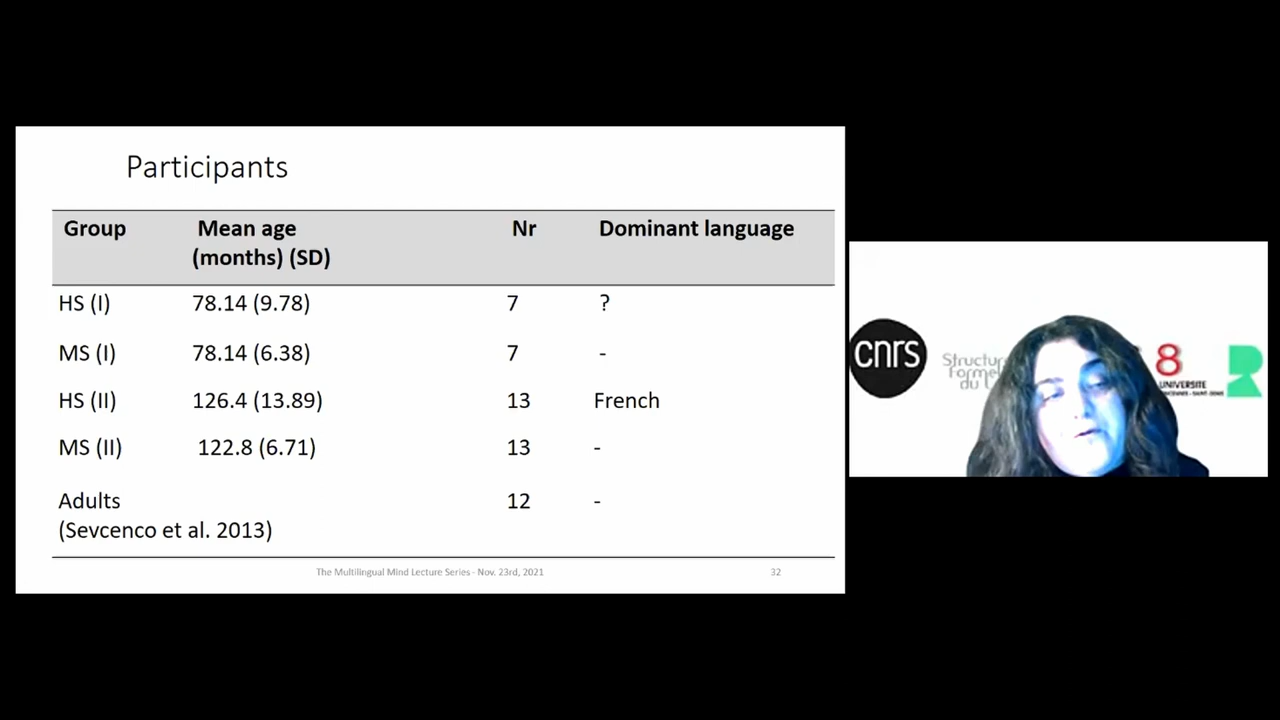 Participants
Group Mean age Nr Dominant language
(months) (SD)
HS (I) 78.14 (9.78) 7 ?
MS (I) 78.14 (6.38) 7 -
HS (II) 126.4 (13.89) 13 French
MS (II) 122.8 (6.71) 13 -
Adults 12 -
(Sevcenco et al. 2013)
The Multilingual Mind Lecture Series - Nov. 23rd, 2021 32
cnrs
8
UNIVERSITE